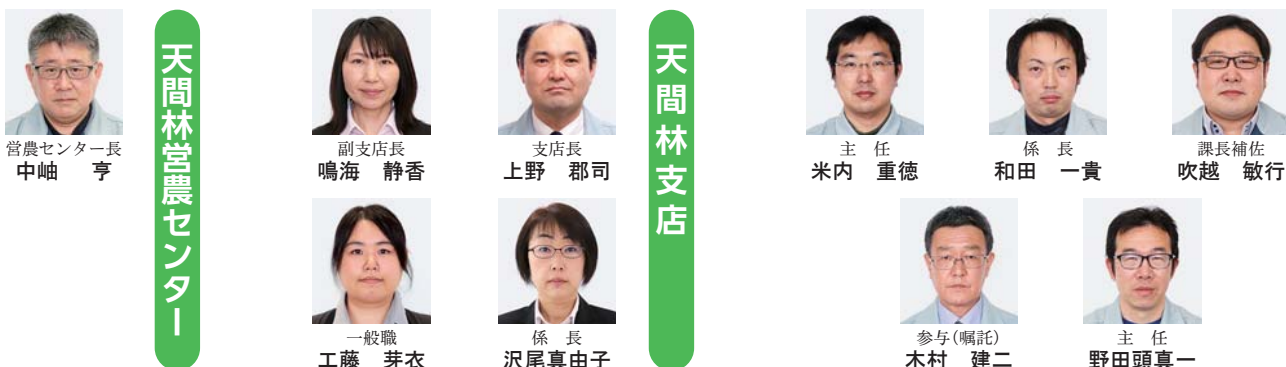 課長補佐
吹越 敏行
係 長
和田 一貴
主 任
米内 重徳
主 任
野田頭真一
参与(嘱託)
木村 建二
天間林支店
支店長
上野 郡司
副支店長
鳴海 静香
係 長
沢尾真由子
一般職
工藤 芽衣
天間林営農センター
営農センター長
中岫 亨